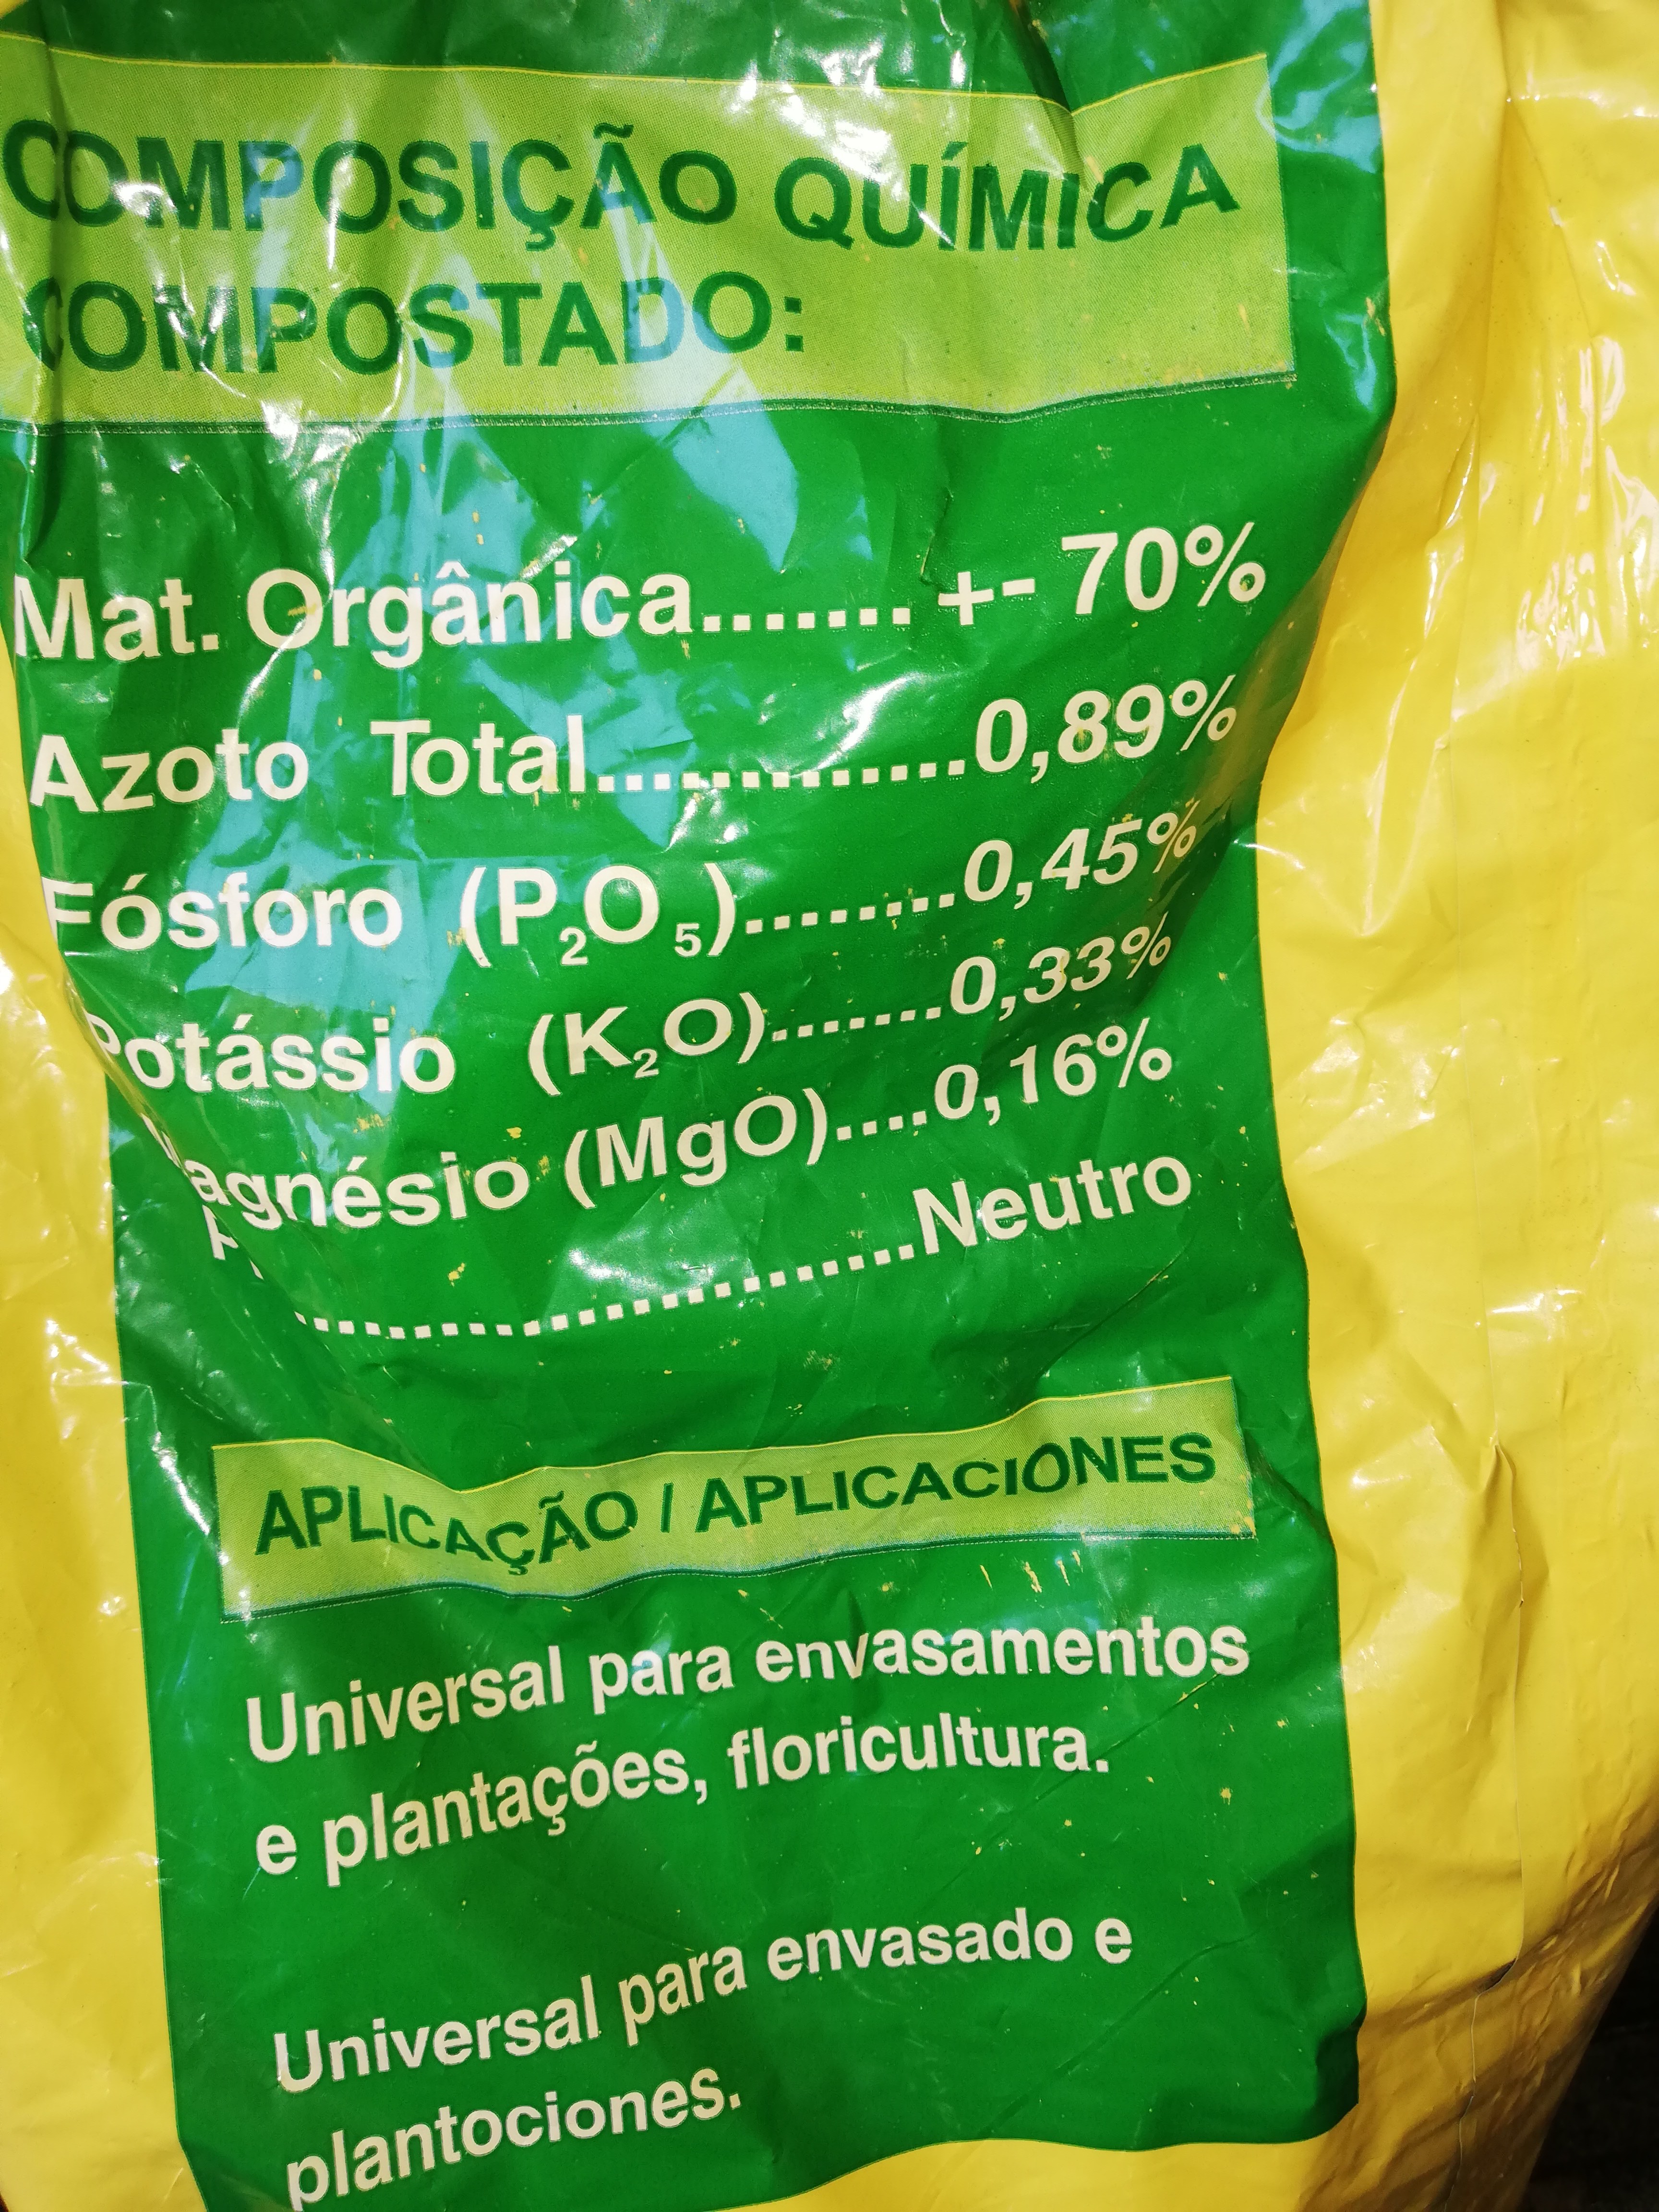 COMPOSIÇÃO QUÍMICA
COMPOSTADO:
Mat. Orgânica....... +- 70%
Azoto Total..............0,89%
Fósforo (P₂O₅).........0,45%
Potássio (K₂O).......0,33%
Magnésio (MgO)....0,16%
.........................Neutro
APLICAÇÃO / APLICACIONES
Universal para envasamentos
e plantações, floricultura.
Universal para envasado e
plantociones.